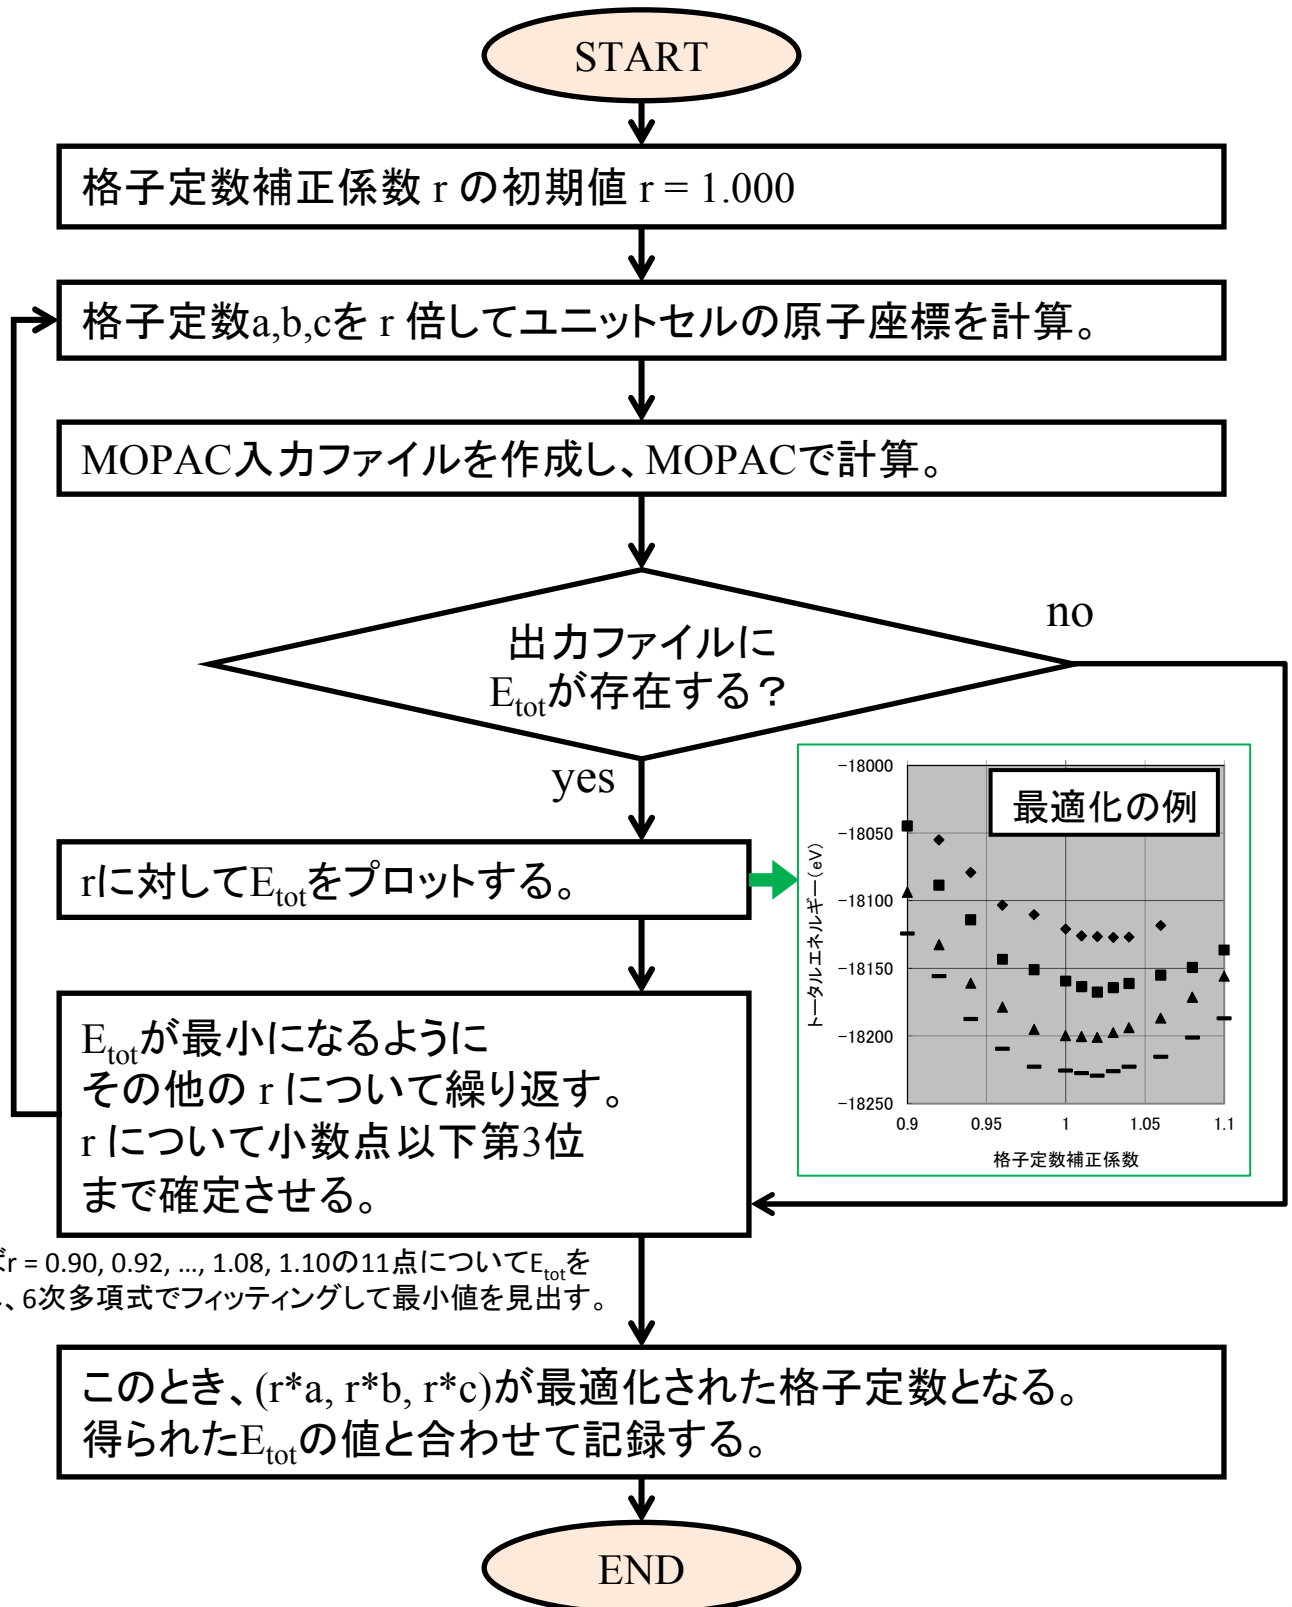 START
格子定数補正係数 r の初期値 r = 1.000
格子定数a,b,cを r 倍してユニットセルの原子座標を計算。
MOPAC入力ファイルを作成し、MOPACで計算。
出力ファイルに
Etotが存在する？
no
yes
rに対してEtotをプロットする。
最適化の例
トータルエネルギー(eV)
-18000
-18050
-18100
-18150
-18200
-18250
0.9
0.95
1
1.05
1.1
格子定数補正係数
Etotが最小になるように
その他の r について繰り返す。
r について小数点以下第3位
まで確定させる。
r = 0.90, 0.92, ..., 1.08, 1.10の11点についてEtotを
、6次多項式でフィッティングして最小値を見出す。
このとき、(r*a, r*b, r*c)が最適化された格子定数となる。
得られたEtotの値と合わせて記録する。
END